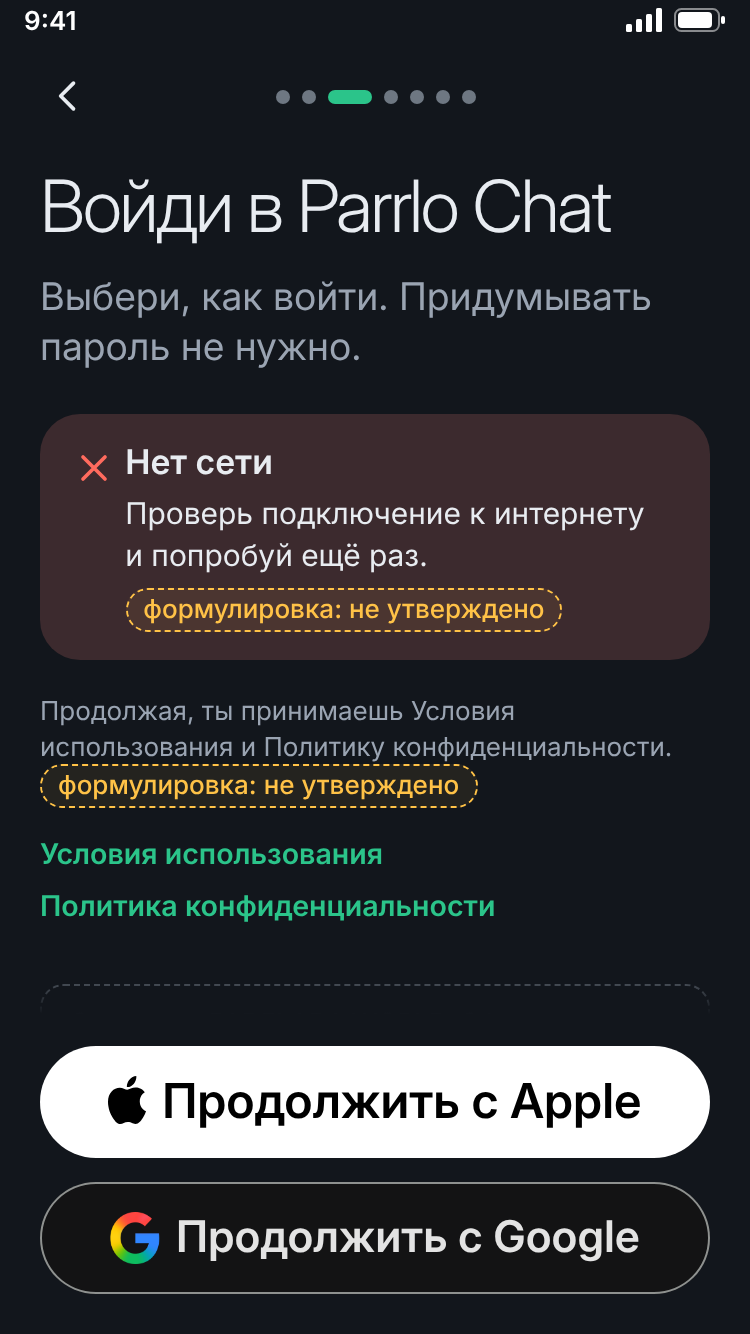 9:41
Войди в Parrlo Chat
Выбери, как войти. Придумывать
пароль не нужно.
Нет сети
Проверь подключение к интернету
и попробуй ещё раз.
формулировка: не утверждено
Продолжая, ты принимаешь Условия
использования и Политику конфиденциальности.
формулировка: не утверждено
Условия использования
Политика конфиденциальности
Продолжить с Apple
Продолжить с Google